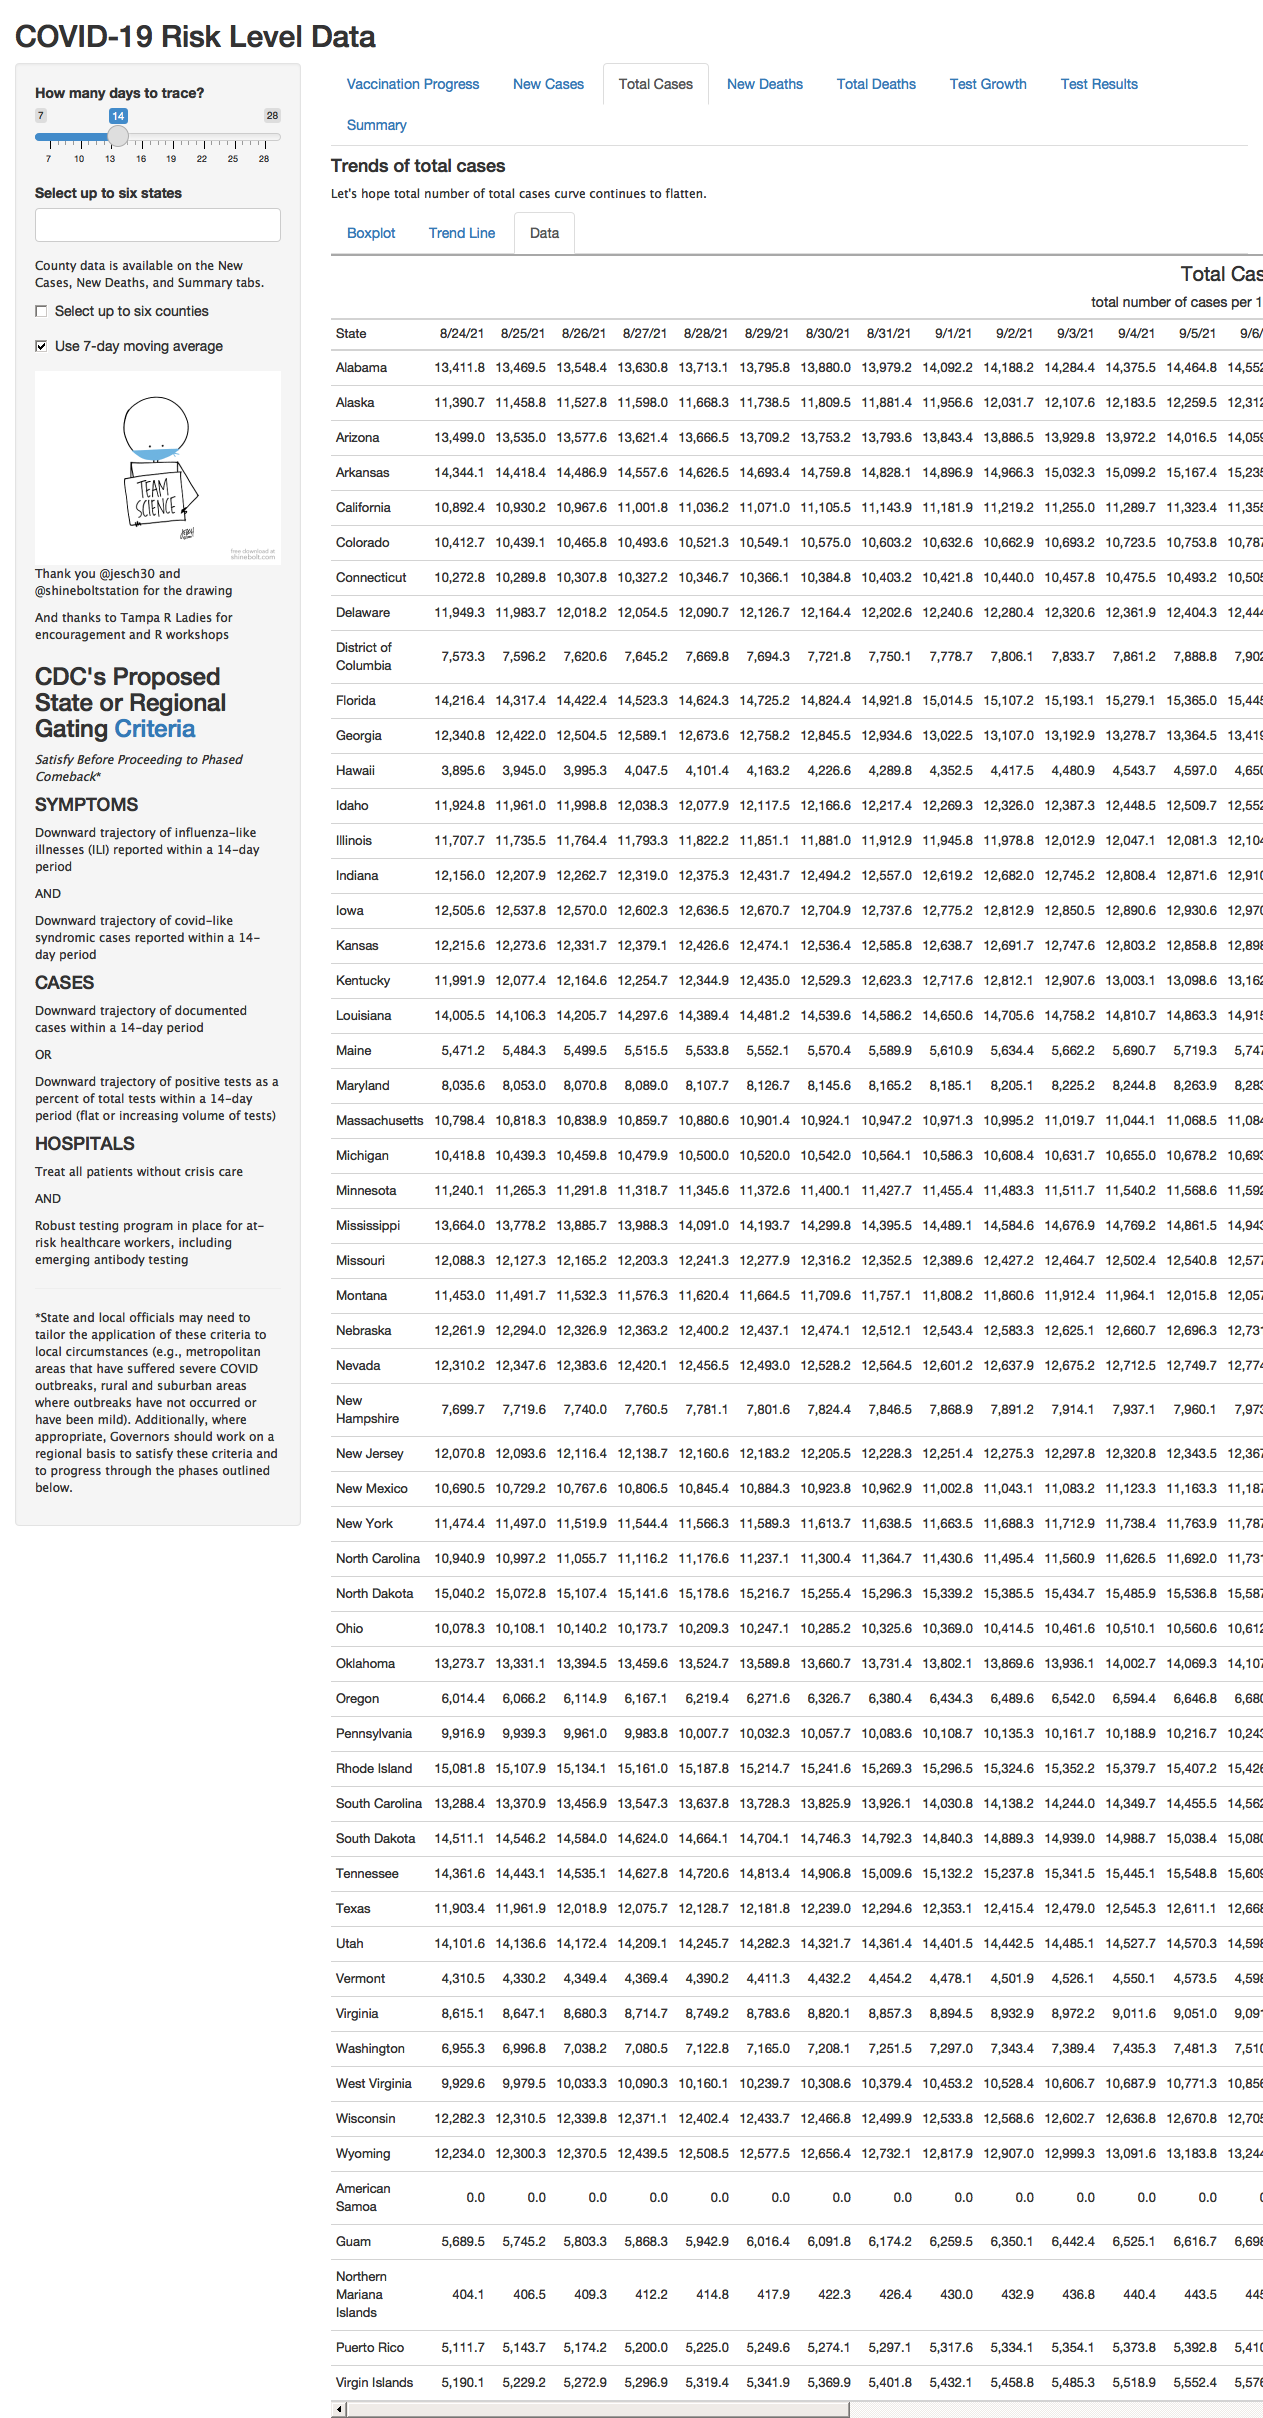 COVID-19 Risk Level Data
How many days to trace?
7 14 28
7 10 13 16 19 22 25 28
Select up to six states
County data is available on the New
Cases, New Deaths, and Summary tabs.
Select up to six counties
Use 7-day moving average
TEAM
SCIENCE
free download at
shinebolt.com
Thank you @jesch30 and
@shineboltstation for the drawing
And thanks to Tampa R Ladies for
encouragement and R workshops
CDC's Proposed
State or Regional
Gating Criteria
Satisfy Before Proceeding to Phased
Comeback*
SYMPTOMS
Downward trajectory of influenza-like
illnesses (ILI) reported within a 14-day
period
AND
Downward trajectory of covid-like
syndromic cases reported within a 14-
day period
CASES
Downward trajectory of documented
cases within a 14-day period
OR
Downward trajectory of positive tests as a
percent of total tests within a 14-day
period (flat or increasing volume of tests)
HOSPITALS
Treat all patients without crisis care
AND
Robust testing program in place for at-
risk healthcare workers, including
emerging antibody testing
*State and local officials may need to
tailor the application of these criteria to
local circumstances (e.g., metropolitan
areas that have suffered severe COVID
outbreaks, rural and suburban areas
where outbreaks have not occurred or
have been mild). Additionally, where
appropriate, Governors should work on a
regional basis to satisfy these criteria and
to progress through the phases outlined
below.
Vaccination Progress New Cases Total Cases New Deaths Total Deaths Test Growth Test Results
Summary
Trends of total cases
Let's hope total number of total cases curve continues to flatten.
Boxplot Trend Line Data
Total Cas
total number of cases per 1
State 8/24/21 8/25/21 8/26/21 8/27/21 8/28/21 8/29/21 8/30/21 8/31/21 9/1/21 9/2/21 9/3/21 9/4/21 9/5/21 9/6/
Alabama 13,411.8 13,469.5 13,548.4 13,630.8 13,713.1 13,795.8 13,880.0 13,979.2 14,092.2 14,188.2 14,284.4 14,375.5 14,464.8 14,552
Alaska 11,390.7 11,458.8 11,527.8 11,598.0 11,668.3 11,738.5 11,809.5 11,881.4 11,956.6 12,031.7 12,107.6 12,183.5 12,259.5 12,312
Arizona 13,499.0 13,535.0 13,577.6 13,621.4 13,666.5 13,709.2 13,753.2 13,793.6 13,843.4 13,886.5 13,929.8 13,972.2 14,016.5 14,059
Arkansas 14,344.1 14,418.4 14,486.9 14,557.6 14,626.5 14,693.4 14,759.8 14,828.1 14,896.9 14,966.3 15,032.3 15,099.2 15,167.4 15,235
California 10,892.4 10,930.2 10,967.6 11,001.8 11,036.2 11,071.0 11,105.5 11,143.9 11,181.9 11,219.2 11,255.0 11,289.7 11,323.4 11,355
Colorado 10,412.7 10,439.1 10,465.8 10,493.6 10,521.3 10,549.1 10,575.0 10,603.2 10,632.6 10,662.9 10,693.2 10,723.5 10,753.8 10,787
Connecticut 10,272.8 10,289.8 10,307.8 10,327.2 10,346.7 10,366.1 10,384.8 10,403.2 10,421.8 10,440.0 10,457.8 10,475.5 10,493.2 10,505
Delaware 11,949.3 11,983.7 12,018.2 12,054.5 12,090.7 12,126.7 12,164.4 12,202.6 12,240.6 12,280.4 12,320.6 12,361.9 12,404.3 12,444
District of
Columbia 7,573.3 7,596.2 7,620.6 7,645.2 7,669.8 7,694.3 7,721.8 7,750.1 7,778.7 7,806.1 7,833.7 7,861.2 7,888.8 7,902
Florida 14,216.4 14,317.4 14,422.4 14,523.3 14,624.3 14,725.2 14,824.4 14,921.8 15,014.5 15,107.2 15,193.1 15,279.1 15,365.0 15,445
Georgia 12,340.8 12,422.0 12,504.5 12,589.1 12,673.6 12,758.2 12,845.5 12,934.6 13,022.5 13,107.0 13,192.9 13,278.7 13,364.5 13,419
Hawaii 3,895.6 3,945.0 3,995.3 4,047.5 4,101.4 4,163.2 4,226.6 4,289.8 4,352.5 4,417.5 4,480.9 4,543.7 4,597.0 4,650
Idaho 11,924.8 11,961.0 11,998.8 12,038.3 12,077.9 12,117.5 12,166.6 12,217.4 12,269.3 12,326.0 12,387.3 12,448.5 12,509.7 12,552
Illinois 11,707.7 11,735.5 11,764.4 11,793.3 11,822.2 11,851.1 11,881.0 11,912.9 11,945.8 11,978.8 12,012.9 12,047.1 12,081.3 12,104
Indiana 12,156.0 12,207.9 12,262.7 12,319.0 12,375.3 12,431.7 12,494.2 12,557.0 12,619.2 12,682.0 12,745.2 12,808.4 12,871.6 12,910
Iowa 12,505.6 12,537.8 12,570.0 12,602.3 12,636.5 12,670.7 12,704.9 12,737.6 12,775.2 12,812.9 12,850.5 12,890.6 12,930.6 12,970
Kansas 12,215.6 12,273.6 12,331.7 12,379.1 12,426.6 12,474.1 12,536.4 12,585.8 12,638.7 12,691.7 12,747.6 12,803.2 12,858.8 12,898
Kentucky 11,991.9 12,077.4 12,164.6 12,254.7 12,344.9 12,435.0 12,529.3 12,623.3 12,717.6 12,812.1 12,907.6 13,003.1 13,098.6 13,162
Louisiana 14,005.5 14,106.3 14,205.7 14,297.6 14,389.4 14,481.2 14,539.6 14,586.2 14,650.6 14,705.6 14,758.2 14,810.7 14,863.3 14,915
Maine 5,471.2 5,484.3 5,499.5 5,515.5 5,533.8 5,552.1 5,570.4 5,589.9 5,610.9 5,634.4 5,662.2 5,690.7 5,719.3 5,747
Maryland 8,035.6 8,053.0 8,070.8 8,089.0 8,107.7 8,126.7 8,145.6 8,165.2 8,185.1 8,205.1 8,225.2 8,244.8 8,263.9 8,283
Massachusetts 10,798.4 10,818.3 10,838.9 10,859.7 10,880.6 10,901.4 10,924.1 10,947.2 10,971.3 10,995.2 11,019.7 11,044.1 11,068.5 11,084
Michigan 10,418.8 10,439.3 10,459.8 10,479.9 10,500.0 10,520.0 10,542.0 10,564.1 10,586.3 10,608.4 10,631.7 10,655.0 10,678.2 10,693
Minnesota 11,240.1 11,265.3 11,291.8 11,318.7 11,345.6 11,372.6 11,400.1 11,427.7 11,455.4 11,483.3 11,511.7 11,540.2 11,568.6 11,592
Mississippi 13,664.0 13,778.2 13,885.7 13,988.3 14,091.0 14,193.7 14,299.8 14,395.5 14,489.1 14,584.6 14,676.9 14,769.2 14,861.5 14,943
Missouri 12,088.3 12,127.3 12,165.2 12,203.3 12,241.3 12,277.9 12,316.2 12,352.5 12,389.6 12,427.2 12,464.7 12,502.4 12,540.8 12,577
Montana 11,453.0 11,491.7 11,532.3 11,576.3 11,620.4 11,664.5 11,709.6 11,757.1 11,808.2 11,860.6 11,912.4 11,964.1 12,015.8 12,057
Nebraska 12,261.9 12,294.0 12,326.9 12,363.2 12,400.2 12,437.1 12,474.1 12,512.1 12,543.4 12,583.3 12,625.1 12,660.7 12,696.3 12,731
Nevada 12,310.2 12,347.6 12,383.6 12,420.1 12,456.5 12,493.0 12,528.2 12,564.5 12,601.2 12,637.9 12,675.2 12,712.5 12,749.7 12,774
New
Hampshire 7,699.7 7,719.6 7,740.0 7,760.5 7,781.1 7,801.6 7,824.4 7,846.5 7,868.9 7,891.2 7,914.1 7,937.1 7,960.1 7,973
New Jersey 12,070.8 12,093.6 12,116.4 12,138.7 12,160.6 12,183.2 12,205.5 12,228.3 12,251.4 12,275.3 12,297.8 12,320.8 12,343.5 12,367
New Mexico 10,690.5 10,729.2 10,767.6 10,806.5 10,845.4 10,884.3 10,923.8 10,962.9 11,002.8 11,043.1 11,083.2 11,123.3 11,163.3 11,187
New York 11,474.4 11,497.0 11,519.9 11,544.4 11,566.3 11,589.3 11,613.7 11,638.5 11,663.5 11,688.3 11,712.9 11,738.4 11,763.9 11,787
North Carolina 10,940.9 10,997.2 11,055.7 11,116.2 11,176.6 11,237.1 11,300.4 11,364.7 11,430.6 11,495.4 11,560.9 11,626.5 11,692.0 11,731
North Dakota 15,040.2 15,072.8 15,107.4 15,141.6 15,178.6 15,216.7 15,255.4 15,296.3 15,339.2 15,385.5 15,434.7 15,485.9 15,536.8 15,587
Ohio 10,078.3 10,108.1 10,140.2 10,173.7 10,209.3 10,247.1 10,285.2 10,325.6 10,369.0 10,414.5 10,461.6 10,510.1 10,560.6 10,612
Oklahoma 13,273.7 13,331.1 13,394.5 13,459.6 13,524.7 13,589.8 13,660.7 13,731.4 13,802.1 13,869.6 13,936.1 14,002.7 14,069.3 14,107
Oregon 6,014.4 6,066.2 6,114.9 6,167.1 6,219.4 6,271.6 6,326.7 6,380.4 6,434.3 6,489.6 6,542.0 6,594.4 6,646.8 6,680
Pennsylvania 9,916.9 9,939.3 9,961.0 9,983.8 10,007.7 10,032.3 10,057.7 10,083.6 10,108.7 10,135.3 10,161.7 10,188.9 10,216.7 10,243
Rhode Island 15,081.8 15,107.9 15,134.1 15,161.0 15,187.8 15,214.7 15,241.6 15,269.3 15,296.5 15,324.6 15,352.2 15,379.7 15,407.2 15,426
South Carolina 13,288.4 13,370.9 13,456.9 13,547.3 13,637.8 13,728.3 13,825.9 13,926.1 14,030.8 14,138.2 14,244.0 14,349.7 14,455.5 14,562
South Dakota 14,511.1 14,546.2 14,584.0 14,624.0 14,664.1 14,704.1 14,746.3 14,792.3 14,840.3 14,889.3 14,939.0 14,988.7 15,038.4 15,080
Tennessee 14,361.6 14,443.1 14,535.1 14,627.8 14,720.6 14,813.4 14,906.8 15,009.6 15,132.2 15,237.8 15,341.5 15,445.1 15,548.8 15,609
Texas 11,903.4 11,961.9 12,018.9 12,075.7 12,128.7 12,181.8 12,239.0 12,294.6 12,353.1 12,415.4 12,479.0 12,545.3 12,611.1 12,668
Utah 14,101.6 14,136.6 14,172.4 14,209.1 14,245.7 14,282.3 14,321.7 14,361.4 14,401.5 14,442.5 14,485.1 14,527.7 14,570.3 14,598
Vermont 4,310.5 4,330.2 4,349.4 4,369.4 4,390.2 4,411.3 4,432.2 4,454.2 4,478.1 4,501.9 4,526.1 4,550.1 4,573.5 4,598
Virginia 8,615.1 8,647.1 8,680.3 8,714.7 8,749.2 8,783.6 8,820.1 8,857.3 8,894.5 8,932.9 8,972.2 9,011.6 9,051.0 9,091
Washington 6,955.3 6,996.8 7,038.2 7,080.5 7,122.8 7,165.0 7,208.1 7,251.5 7,297.0 7,343.4 7,389.4 7,435.3 7,481.3 7,510
West Virginia 9,929.6 9,979.5 10,033.3 10,090.3 10,160.1 10,239.7 10,308.6 10,379.4 10,453.2 10,528.4 10,606.7 10,687.9 10,771.3 10,856
Wisconsin 12,282.3 12,310.5 12,339.8 12,371.1 12,402.4 12,433.7 12,466.8 12,499.9 12,533.8 12,568.6 12,602.7 12,636.8 12,670.8 12,705
Wyoming 12,234.0 12,300.3 12,370.5 12,439.5 12,508.5 12,577.5 12,656.4 12,732.1 12,817.9 12,907.0 12,999.3 13,091.6 13,183.8 13,244
American
Samoa 0.0 0.0 0.0 0.0 0.0 0.0 0.0 0.0 0.0 0.0 0.0 0.0 0.0
Guam 5,689.5 5,745.2 5,803.3 5,868.3 5,942.9 6,016.4 6,091.8 6,174.2 6,259.5 6,350.1 6,442.4 6,525.1 6,616.7 6,698
Northern
Mariana 404.1 406.5 409.3 412.2 414.8 417.9 422.3 426.4 430.0 432.9 436.8 440.4 443.5 445
Islands
Puerto Rico 5,111.7 5,143.7 5,174.2 5,200.0 5,225.0 5,249.6 5,274.1 5,297.1 5,317.6 5,334.1 5,354.1 5,373.8 5,392.8 5,410
Virgin Islands 5,190.1 5,229.2 5,272.9 5,296.9 5,319.4 5,341.9 5,369.9 5,401.8 5,432.1 5,458.8 5,485.3 5,518.9 5,552.4 5,576